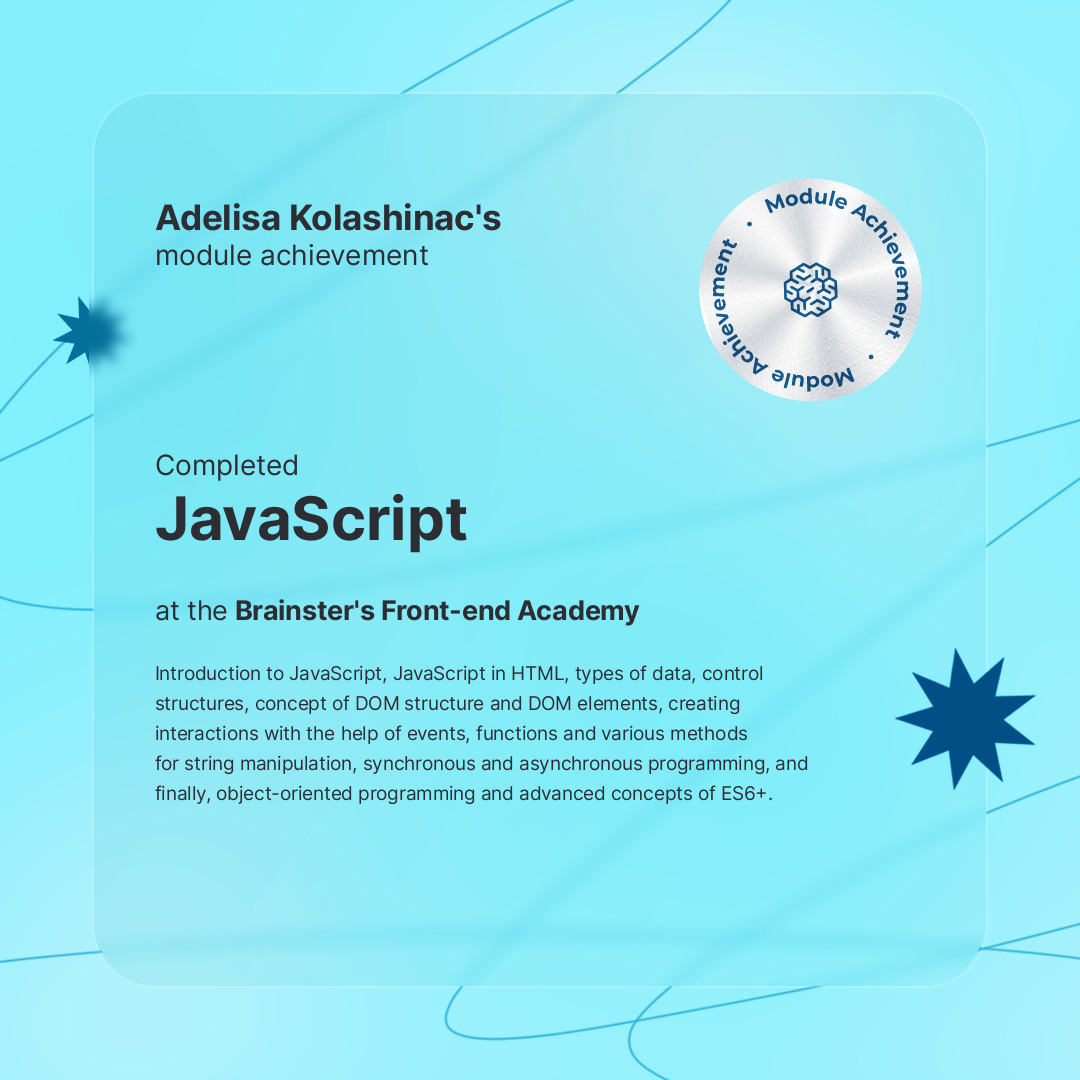 Adelisa Kolashinac's
module achievement
Module Achievement · Module Achievement ·
Completed
JavaScript
at the Brainster's Front-end Academy
Introduction to JavaScript, JavaScript in HTML, types of data, control
structures, concept of DOM structure and DOM elements, creating
interactions with the help of events, functions and various methods
for string manipulation, synchronous and asynchronous programming, and
finally, object-oriented programming and advanced concepts of ES6+.